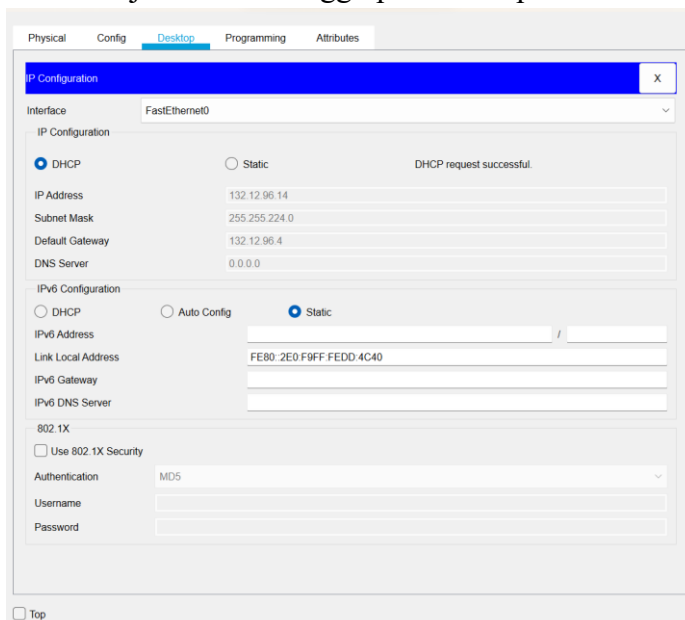 Physical Config Desktop Programming Attributes
IP Configuration X
Interface FastEthernet0
IP Configuration
DHCP Static DHCP request successful.
IP Address 132.12.96.14
Subnet Mask 255.255.224.0
Default Gateway 132.12.96.4
DNS Server 0.0.0.0
IPv6 Configuration
DHCP Auto Config Static
IPv6 Address /
Link Local Address FE80::2E0:F9FF:FEDD:4C40
IPv6 Gateway
IPv6 DNS Server
802.1X
Use 802.1X Security
Authentication MD5
Username
Password
Top